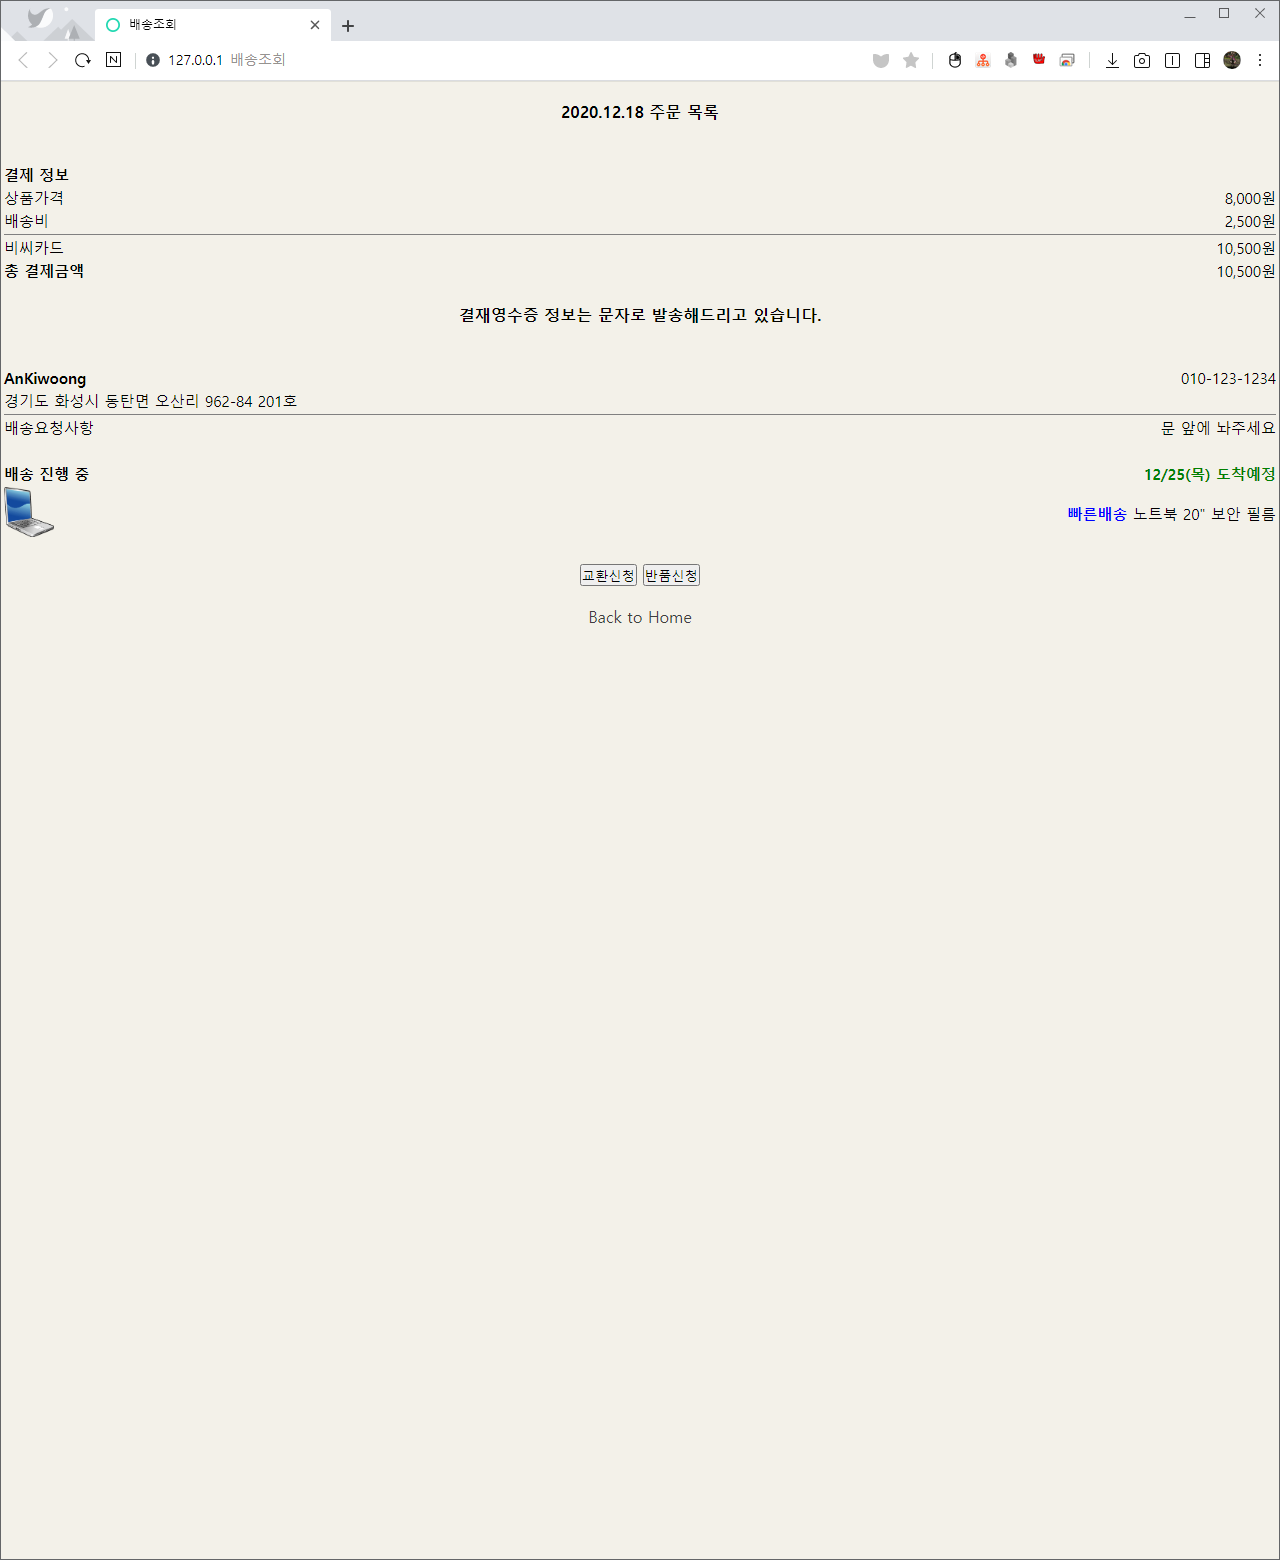 배송조회
N
127.0.0.1 배송조회
2020.12.18 주문 목록
결제 정보
상품가격 8,000원
배송비 2,500원
비씨카드 10,500원
총 결제금액 10,500원
결재영수증 정보는 문자로 발송해드리고 있습니다.
AnKiwoong 010-123-1234
경기도 화성시 동탄면 오산리 962-84 201호
배송요청사항 문 앞에 놔주세요
배송 진행 중 12/25(목) 도착예정
빠른배송 노트북 20" 보안 필름
교환신청 반품신청
Back to Home